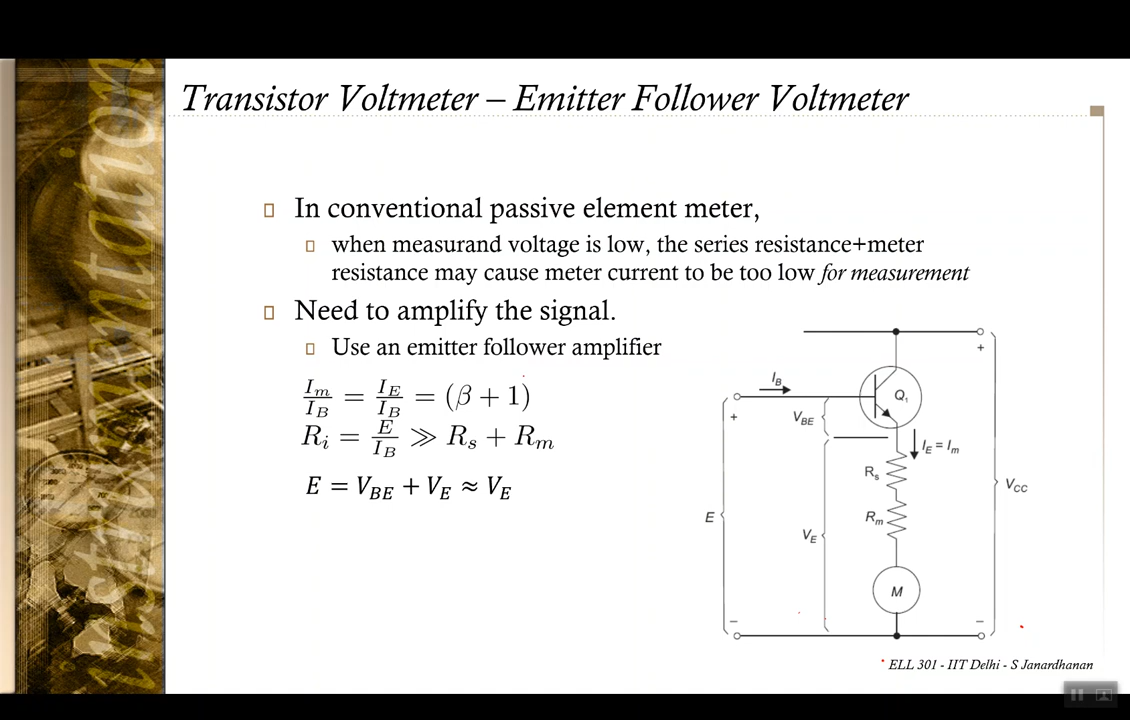 Transistor Voltmeter – Emitter Follower Voltmeter
In conventional passive element meter,
when measurand voltage is low, the series resistance+meter
resistance may cause meter current to be too low for measurement
Need to amplify the signal.
Use an emitter follower amplifier
I_m/I_B = I_E/I_B = (β + 1)
R_i = E/I_B ≫ R_s + R_m
E = V_BE + V_E ≈ V_E
I_B
+
Q_1
+
V_BE
I_E = I_m
R_s
V_CC
E
R_m
V_E
M
–
–
ELL 301 - IIT Delhi - S Janardhanan